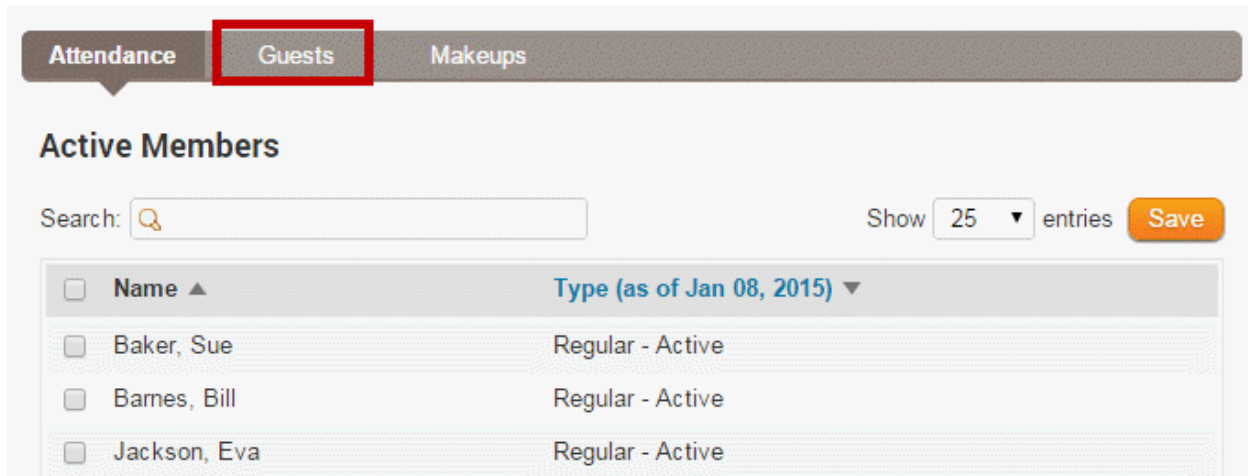 Attendance Guests Makeups
Active Members
Search: Show 25 entries Save
Name Type (as of Jan 08, 2015)
Baker, Sue Regular - Active
Barnes, Bill Regular - Active
Jackson, Eva Regular - Active